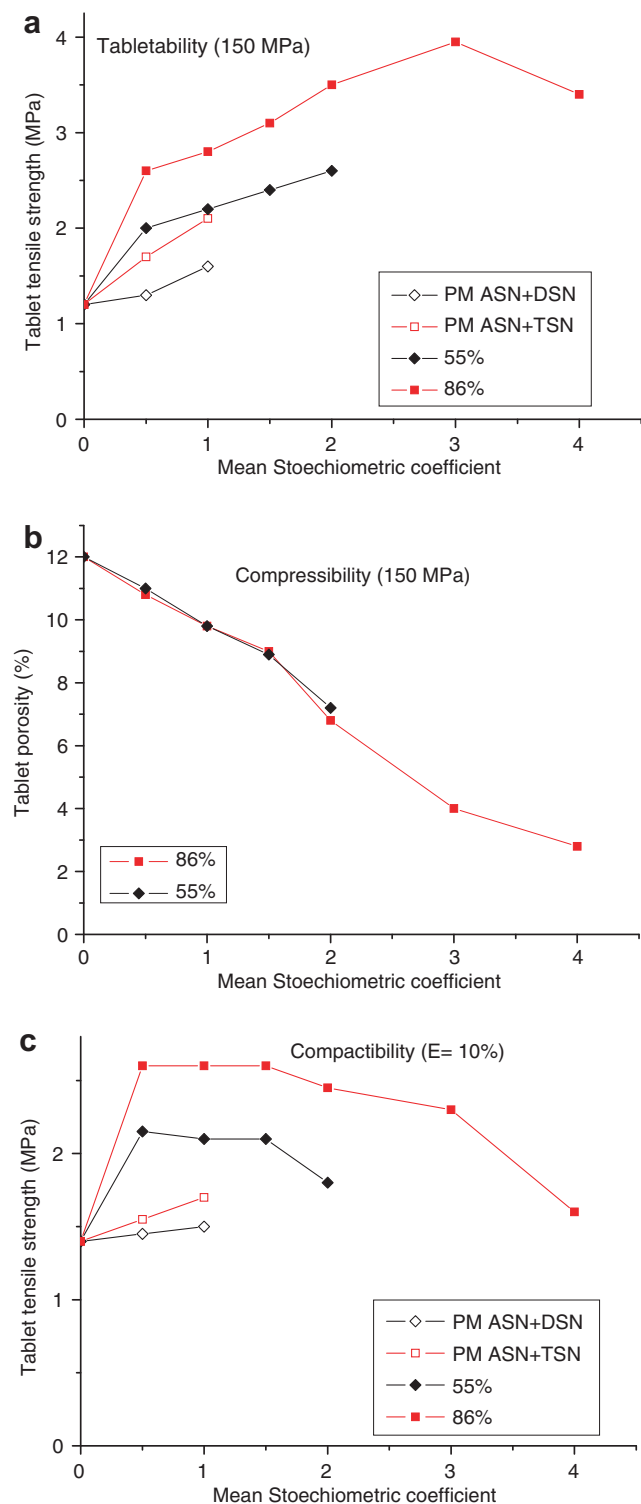 a
Tabletability (150 MPa)
4
3
2
1
0
Tablet tensile strength (MPa)
PM ASN+DSN
PM ASN+TSN
55%
86%
0 1 2 3 4
Mean Stoechiometric coefficient
b
Compressibility (150 MPa)
12
10
8
6
4
2
0
Tablet porosity (%)
86%
55%
0 1 2 3 4
Mean Stoechiometric coefficient
c
Compactibility (E= 10%)
2
1
0
Tablet tensile strength (MPa)
PM ASN+DSN
PM ASN+TSN
55%
86%
0 1 2 3 4
Mean Stoechiometric coefficient